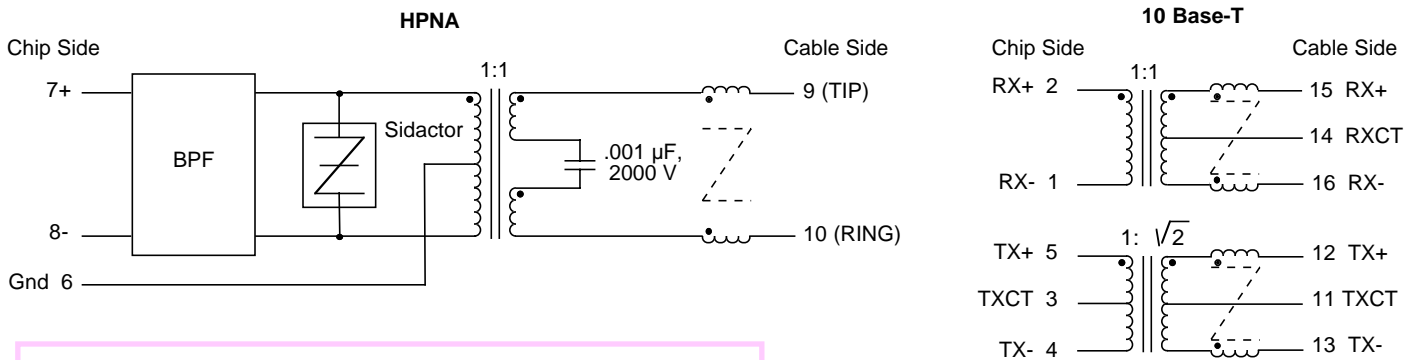 HPNA
Chip Side
Cable Side
1:1
7+
9 (TIP)
BPF
Sidactor
.001 µF,
2000 V
8-
10 (RING)
Gnd 6
10 Base-T
Chip Side
Cable Side
1:1
RX+ 2
15 RX+
14 RXCT
RX- 1
16 RX-
1: √2
TX+ 5
12 TX+
TXCT 3
11 TXCT
TX- 4
13 TX-